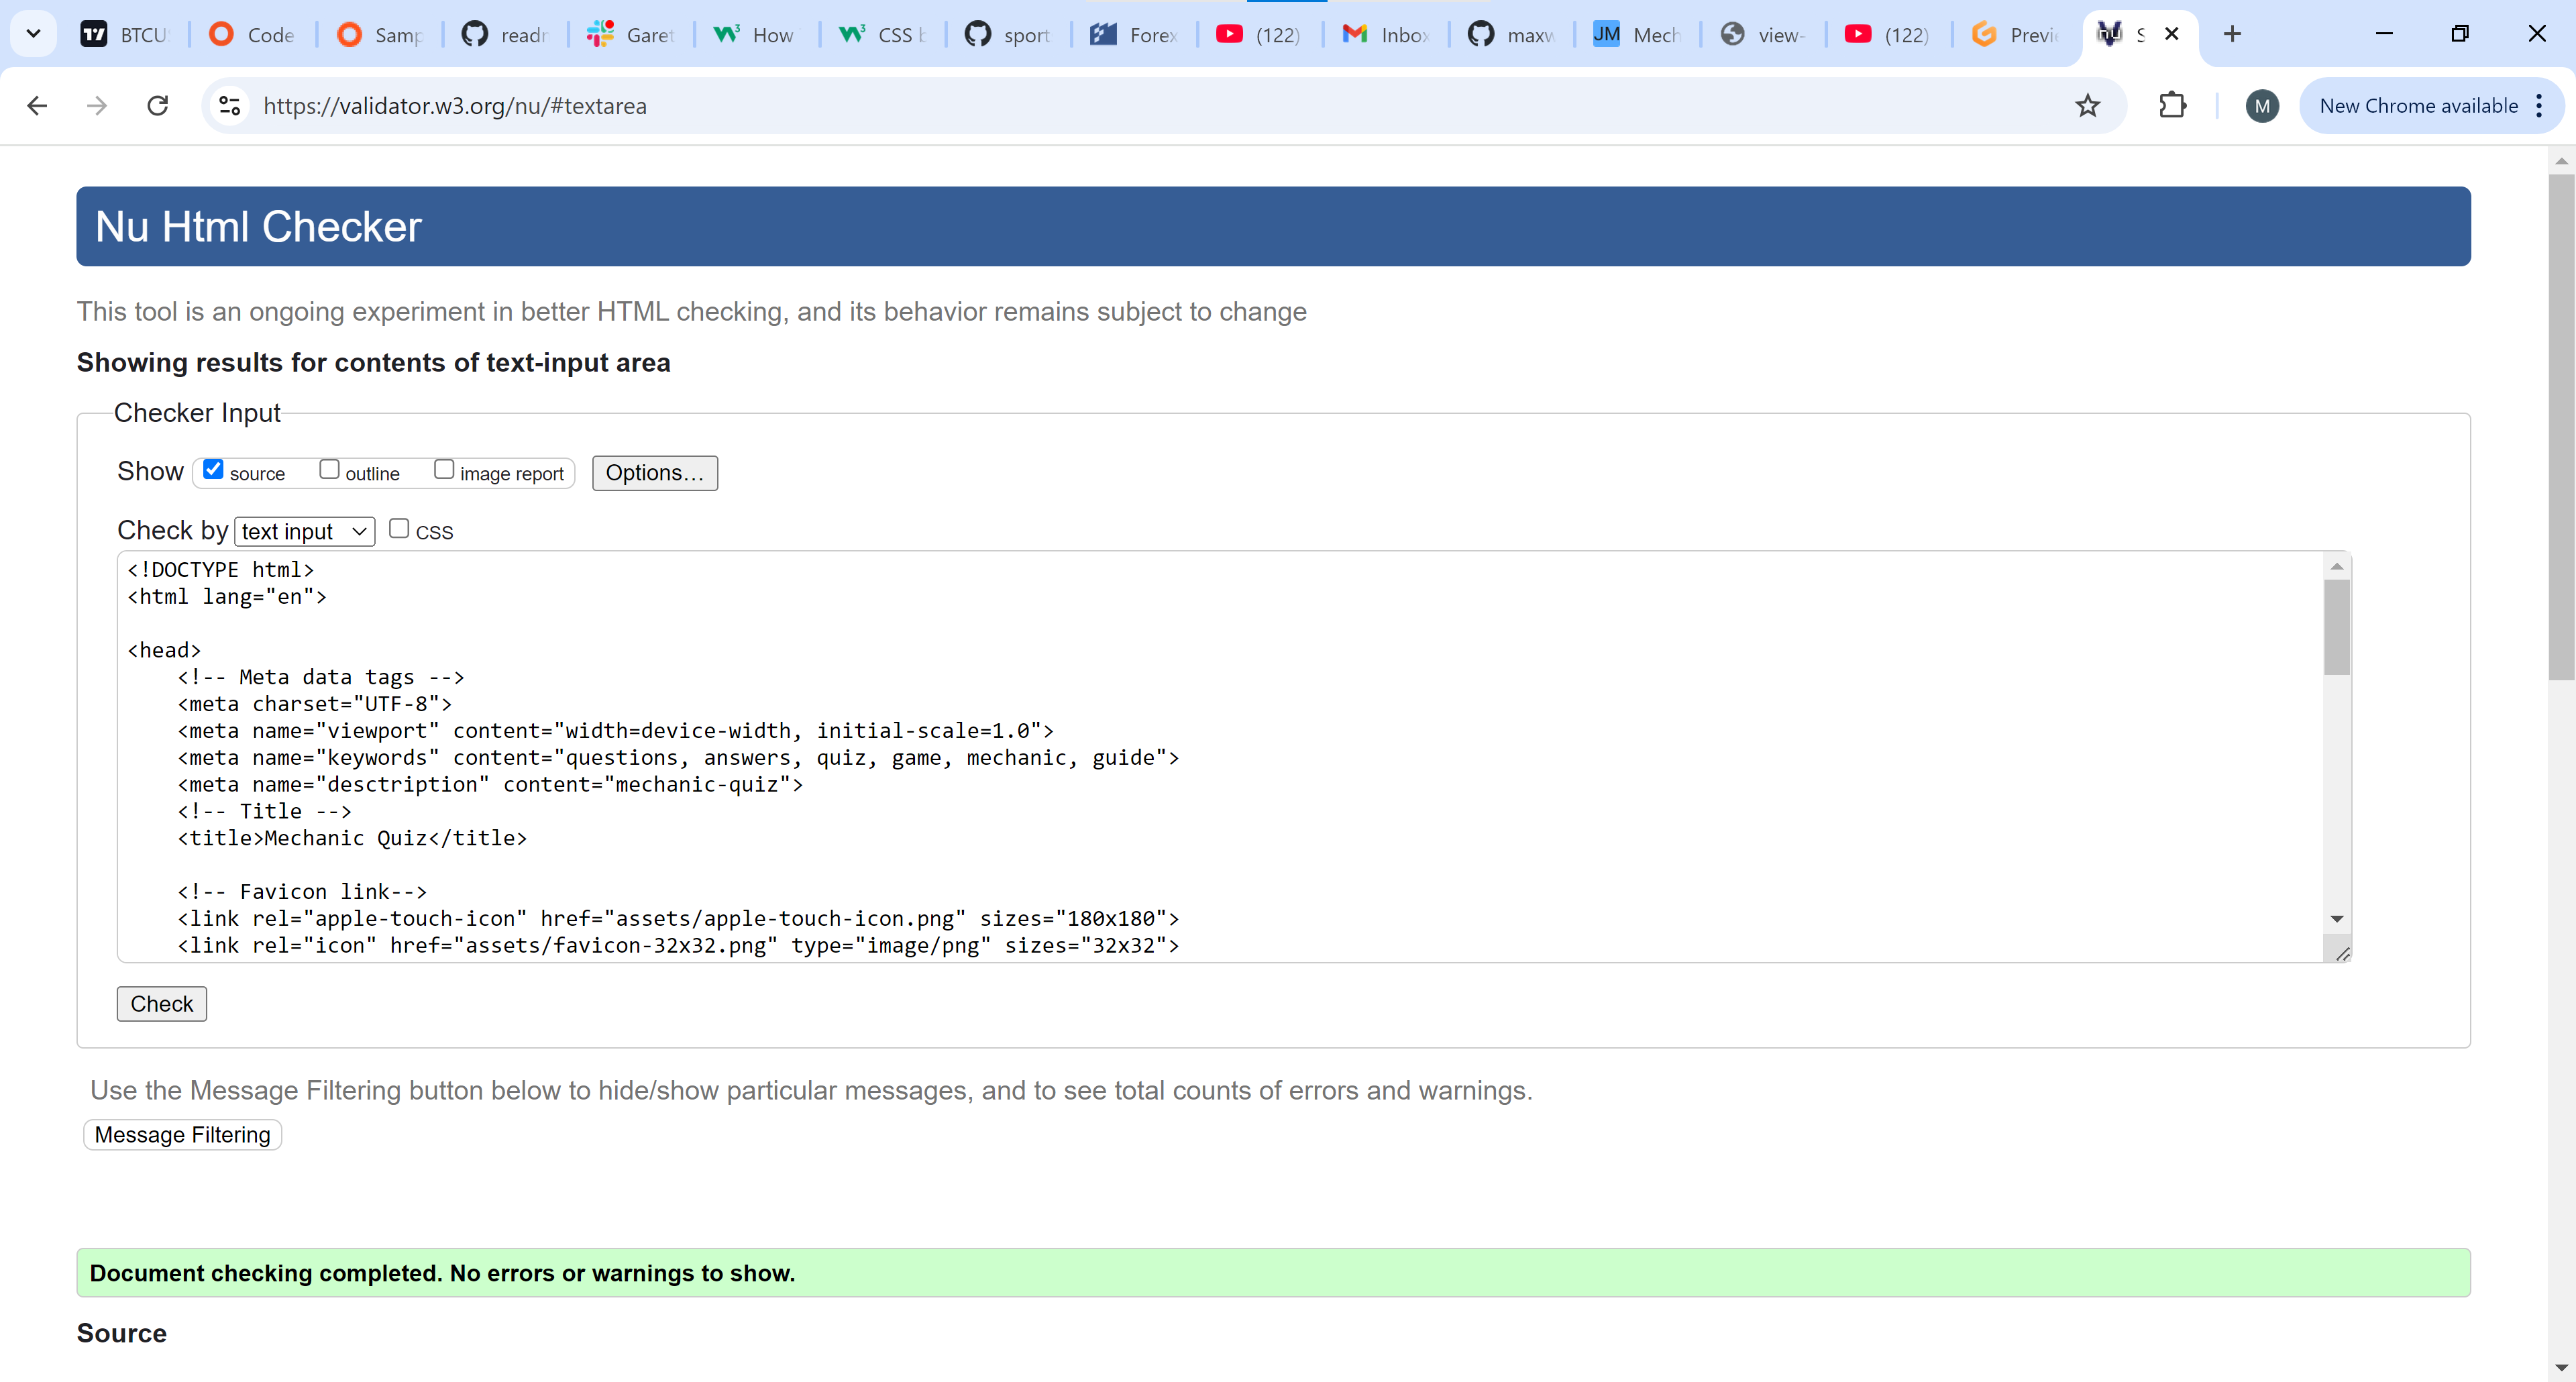 BTCU
Code
Samp
readr
Garet
How
CSS b
sport
Forex
(122)
Inbox
maxw
JM Mech
view-
(122)
Previe
S
https://validator.w3.org/nu/#textarea
M
New Chrome available
Nu Html Checker
This tool is an ongoing experiment in better HTML checking, and its behavior remains subject to change
Showing results for contents of text-input area
Checker Input
Show source outline image report Options...
Check by text input CSS
<!DOCTYPE html>
<html lang="en">
<head>
<!-- Meta data tags -->
<meta charset="UTF-8">
<meta name="viewport" content="width=device-width, initial-scale=1.0">
<meta name="keywords" content="questions, answers, quiz, game, mechanic, guide">
<meta name="desctription" content="mechanic-quiz">
<!-- Title -->
<title>Mechanic Quiz</title>
<!-- Favicon link-->
<link rel="apple-touch-icon" href="assets/apple-touch-icon.png" sizes="180x180">
<link rel="icon" href="assets/favicon-32x32.png" type="image/png" sizes="32x32">
Check
Use the Message Filtering button below to hide/show particular messages, and to see total counts of errors and warnings.
Message Filtering
Document checking completed. No errors or warnings to show.
Source